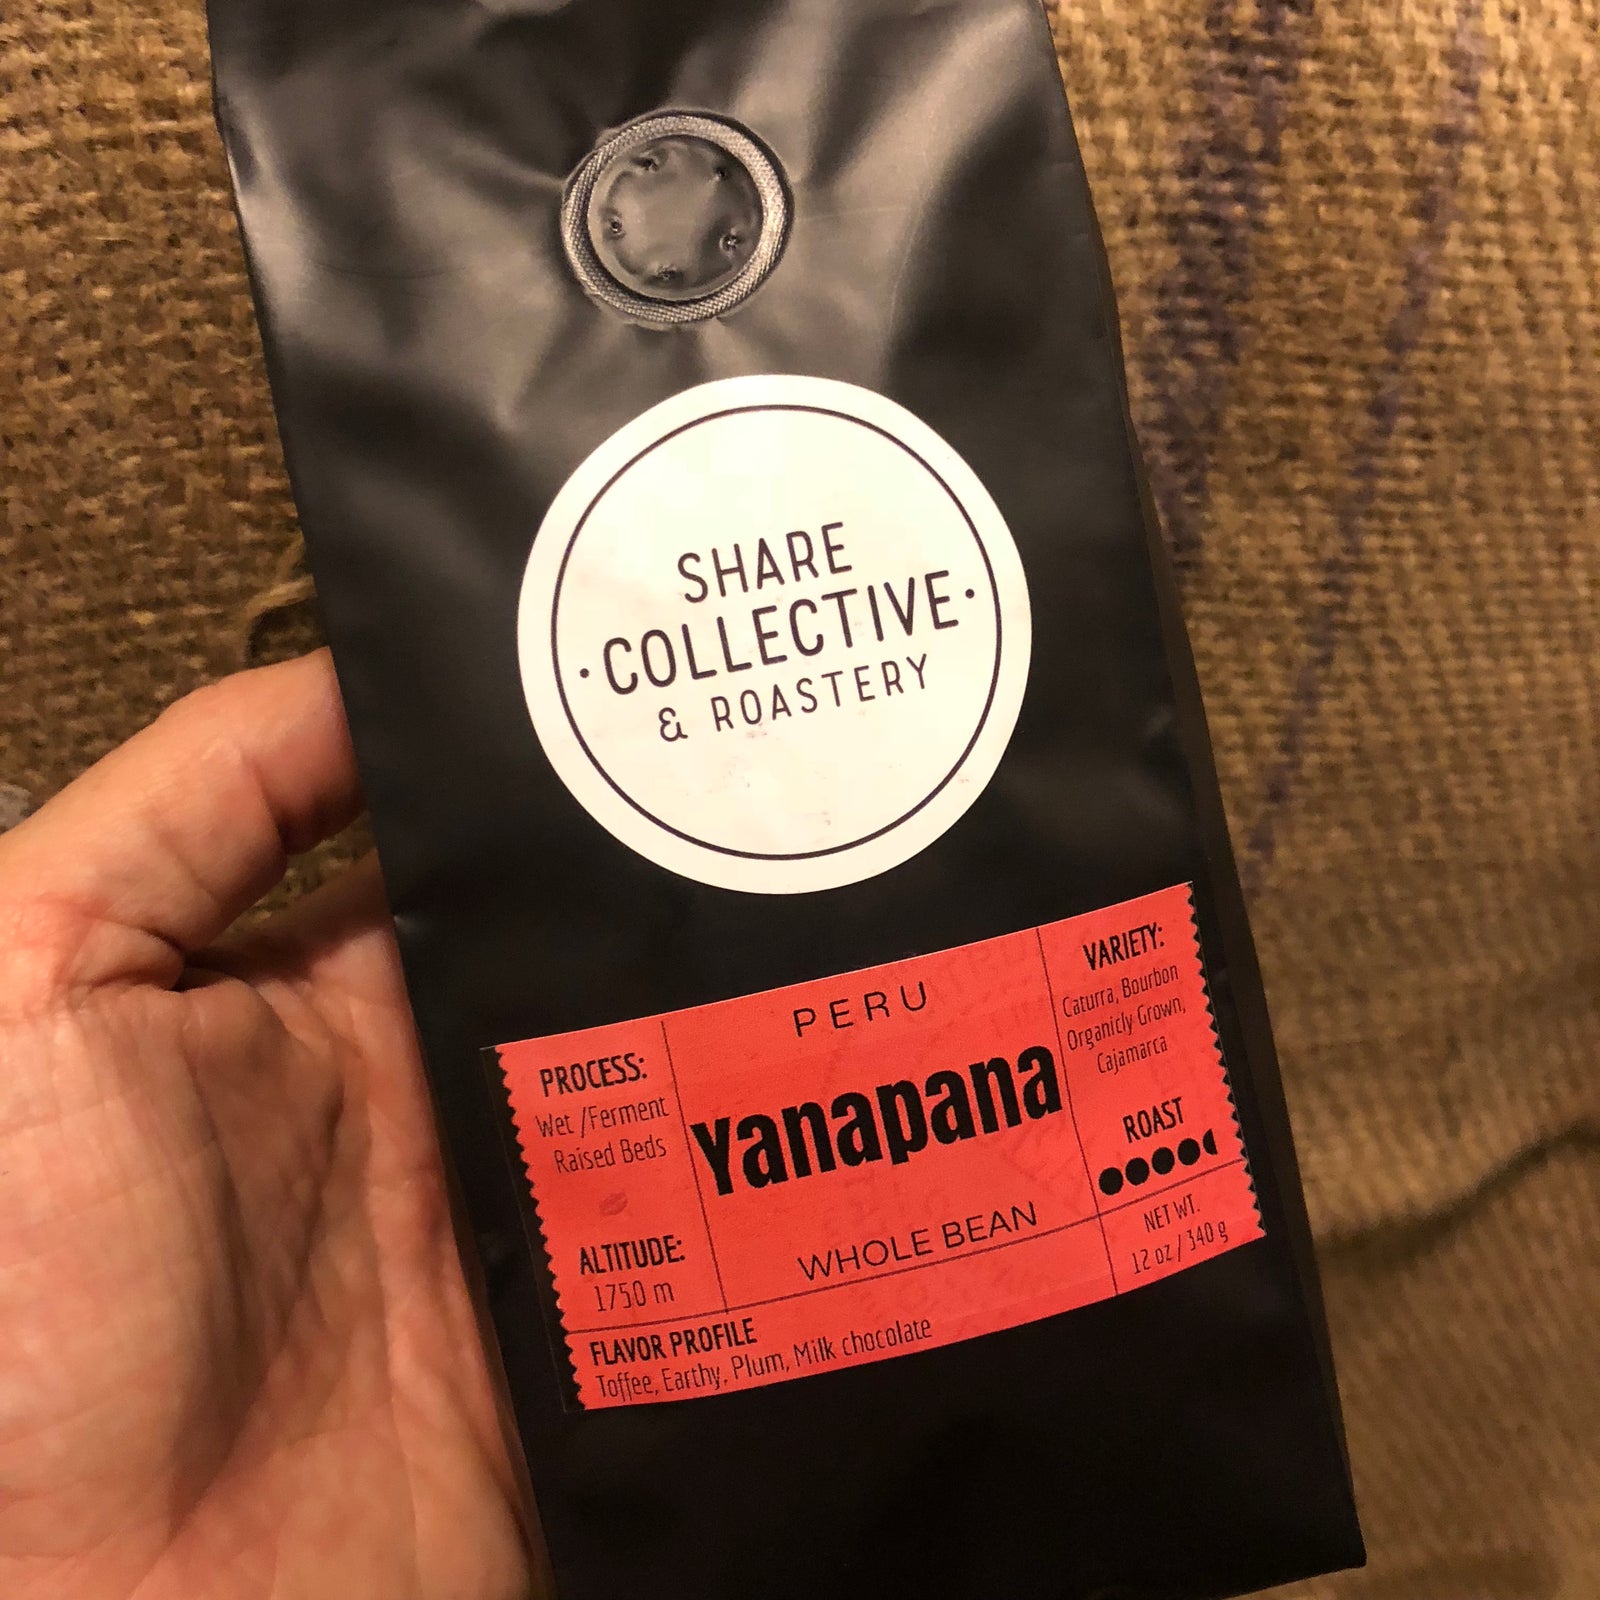 SHARE
·COLLECTIVE·
& ROASTERY
PERU
Yanapana
WHOLE BEAN
PROCESS:
Wet /Ferment
Raised Beds
ALTITUDE:
1750 m
VARIETY:
Caturra, Bourbon
Organicly Grown,
Cajamarca
ROAST
NET WT.
12 oz / 340 g
FLAVOR PROFILE
Toffee, Earthy, Plum, Milk chocolate